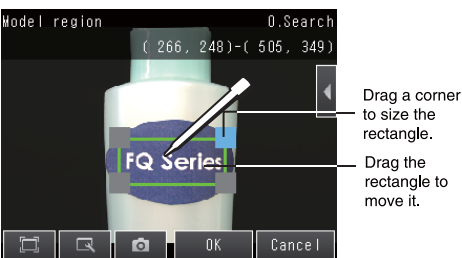 Model region O.Search
( 266, 248)-( 505, 349)
FQ Series
Drag a corner
to size the
rectangle.
Drag the
rectangle to
move it.
OK Cancel